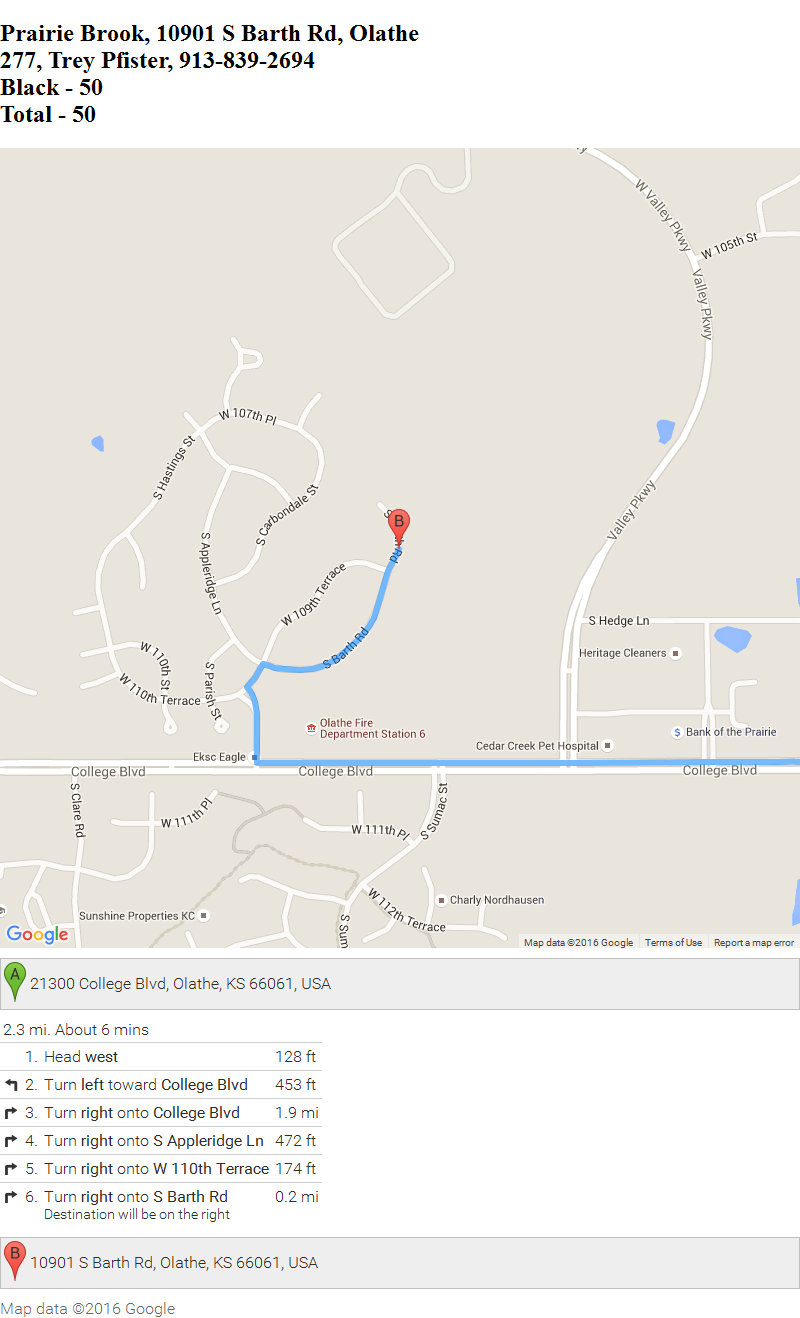 Prairie Brook, 10901 S Barth Rd, Olathe
277, Trey Pfister, 913-839-2694
Black - 50
Total - 50
W Valley Pkwy
W 105th St
Valley Pkwy
W 107th Pl
S Hastings St
S Carbondale St
S Appleridge Ln
B
W 109th Terrace
S Barth Rd
Valley Pkwy
S Hedge Ln
Heritage Cleaners
W 110th St
S Parish St
W 110th Terrace
Olathe Fire
Department Station 6
$ Bank of the Prairie
Cedar Creek Pet Hospital
Eksc Eagle
College Blvd
College Blvd
College Blvd
S Clare Rd
W 111th Pl
W 111th Pl
S Sumac St
W 112th Terrace
Charly Nordhausen
Sunshine Properties KC
S Sum
Google
Map data ©2016 Google
Terms of Use
Report a map error
A
21300 College Blvd, Olathe, KS 66061, USA
2.3 mi. About 6 mins
1. Head west 128 ft
2. Turn left toward College Blvd 453 ft
3. Turn right onto College Blvd 1.9 mi
4. Turn right onto S Appleridge Ln 472 ft
5. Turn right onto W 110th Terrace 174 ft
6. Turn right onto S Barth Rd 0.2 mi
Destination will be on the right
B
10901 S Barth Rd, Olathe, KS 66061, USA
Map data ©2016 Google